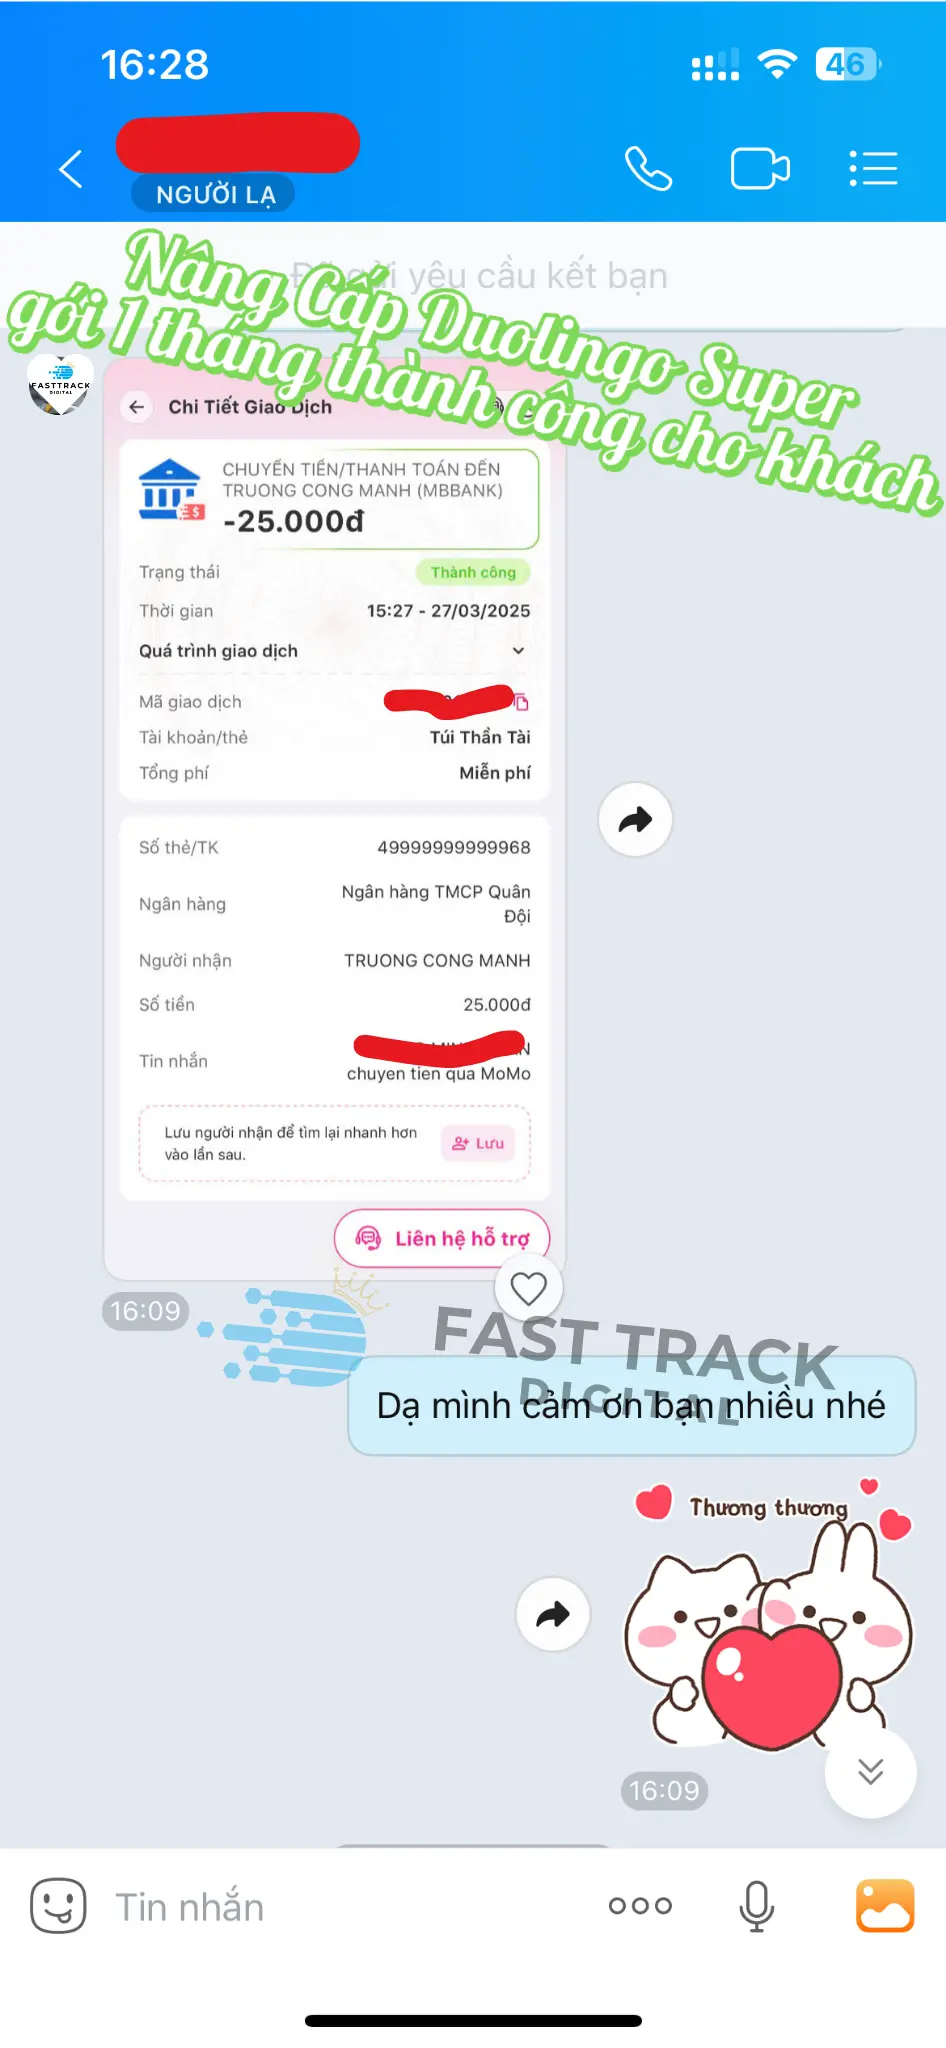 16:28
46
NGƯỜI LẠ
yêu cầu kết bạn
Nâng Cấp Duolingo Super
gói 1 tháng thành công cho khách
FASTTRACK
DIGITAL
Chi Tiết Giao Dịch
CHUYỂN TIỀN/THANH TOÁN ĐẾN
TRUONG CONG MANH (MBBANK)
-25.000đ
Trạng thái
Thành công
Thời gian
15:27 - 27/03/2025
Quá trình giao dịch
Mã giao dịch
Tài khoản/thẻ
Túi Thần Tài
Tổng phí
Miễn phí
Số thẻ/TK
49999999999968
Ngân hàng
Ngân hàng TMCP Quân
Đội
Người nhận
TRUONG CONG MANH
Số tiền
25.000đ
Tin nhắn
chuyen tien qua MoMo
Lưu người nhận để tìm lại nhanh hơn
vào lần sau.
Lưu
Liên hệ hỗ trợ
16:09
FAST TRACK
DIGITAL
Dạ mình cảm ơn bạn nhiều nhé
Thương thương
16:09
Tin nhắn